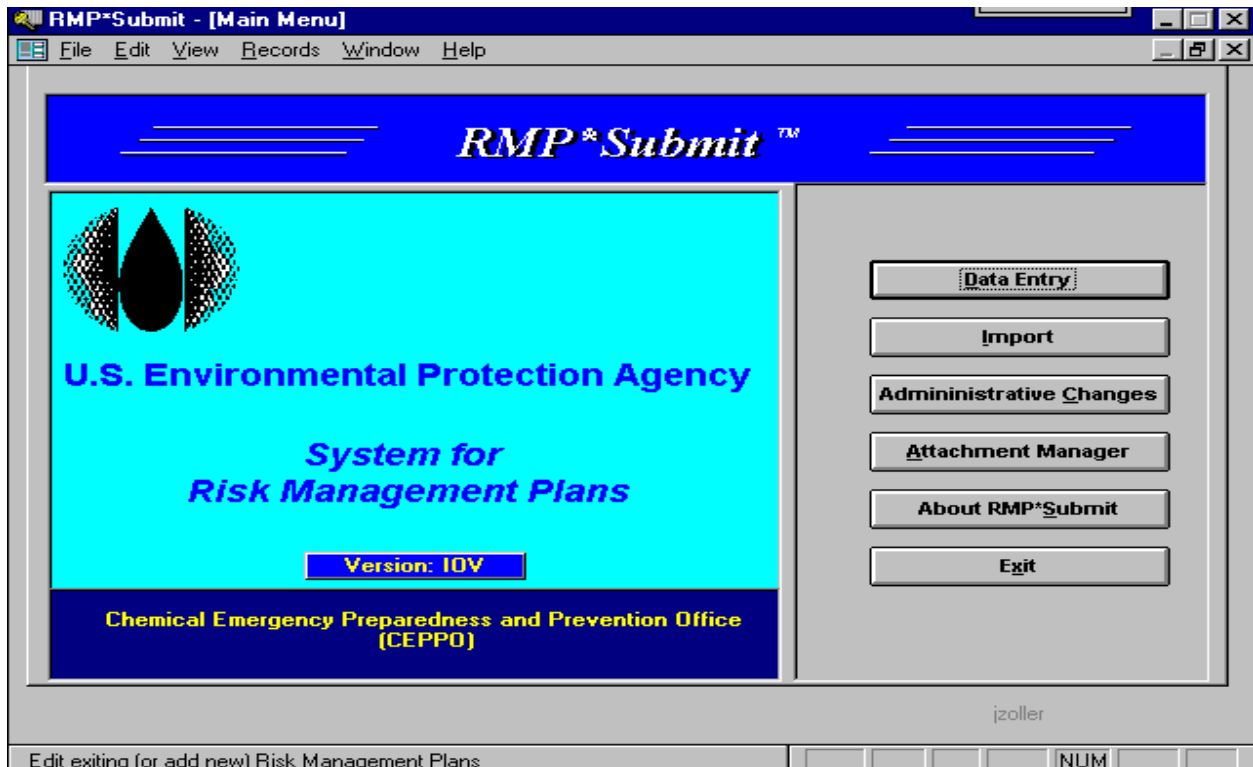 RMP*Submit - [Main Menu]
File Edit View Records Window Help
RMP*Submit ™
U.S. Environmental Protection Agency
System for
Risk Management Plans
Version: IOV
Chemical Emergency Preparedness and Prevention Office
(CEPPO)
Data Entry
Import
Admininistrative Changes
Attachment Manager
About RMP*Submit
Exit
jzoller
Edit exiting (or add new) Risk Management Plans
NUM